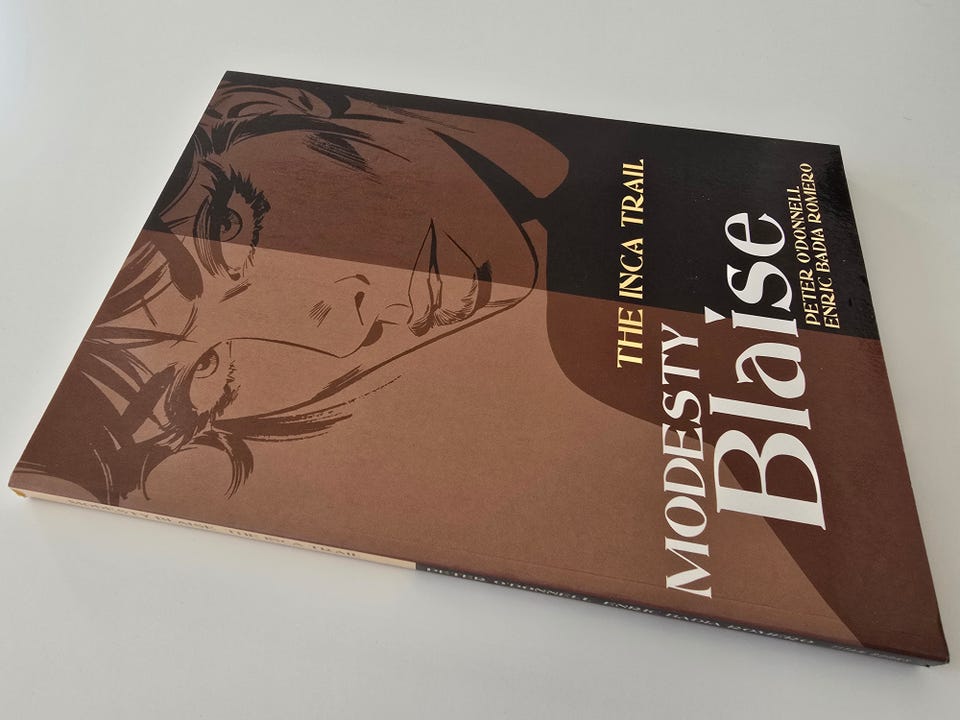 THE INCA TRAIL
MODESTY
Blaise
PETER O'DONNELL
ENRIC BADIA ROMERO
MODESTY BLAISE THE INCA TRAIL
PETER O'DONNELL ENRIC BADIA ROMERO